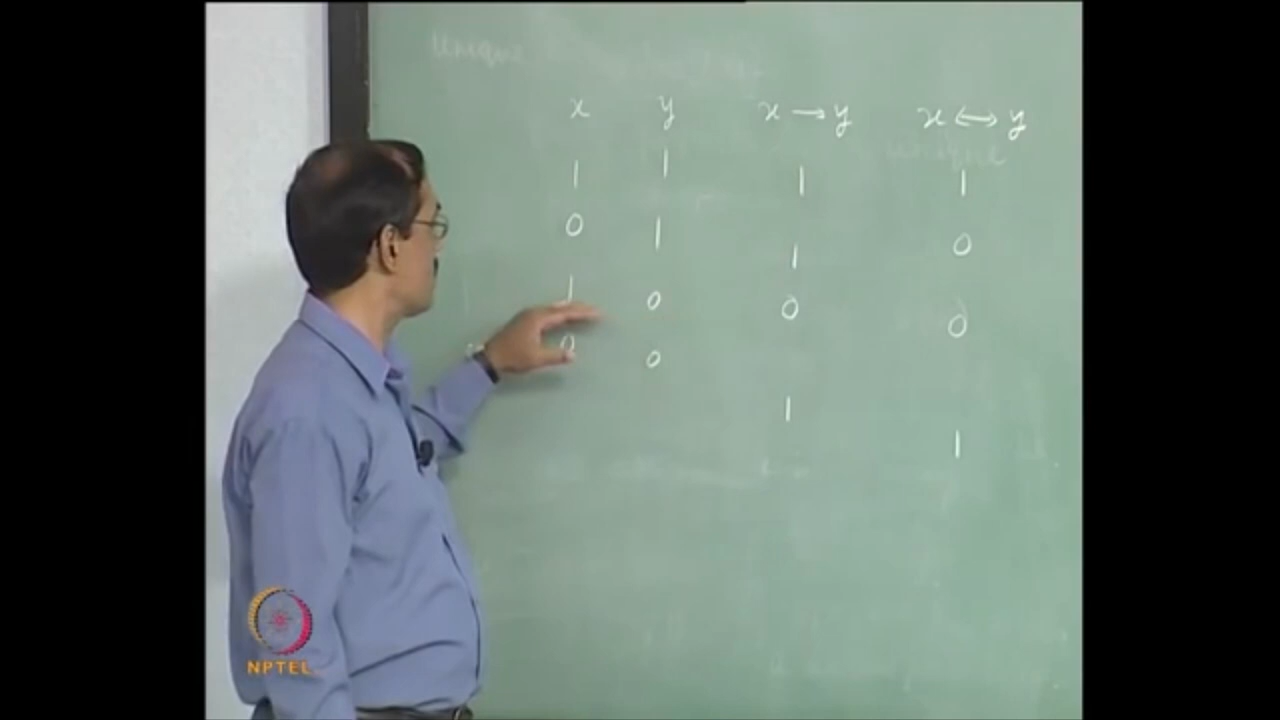 x y x → y x ↔ y
1 1 1 1
0 1 1 0
1 0 0 0
0 0 1 1
NPTEL